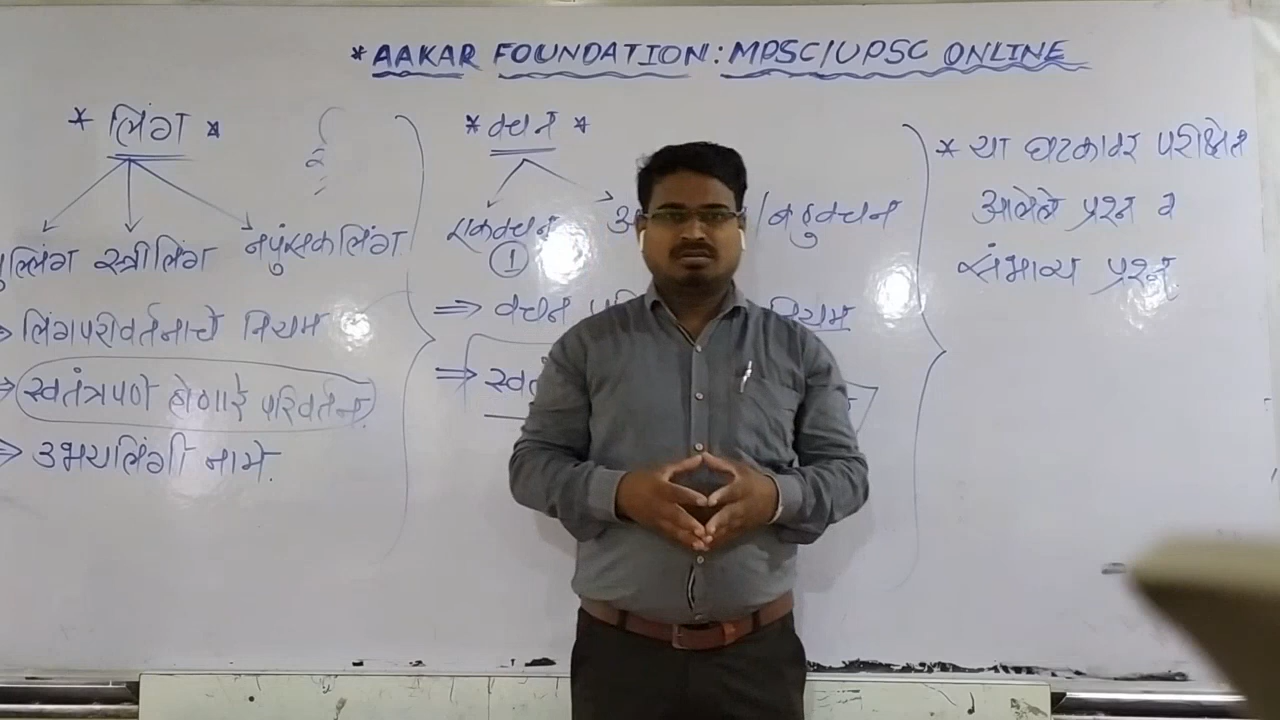 * AAKAR FOUNDATION: MPSC/UPSC ONLINE
* लिंग *
पुल्लिंग स्त्रीलिंग नपुंसकलिंग
→ लिंगपरिवर्तनाचे नियम
⇒ स्वतंत्रपणे होणारे परिवर्तन.
⇒ उभयलिंगी नामे.
* वचन *
एकवचन / बहुवचन
①
⇒ वचन नियम
⇒
* या घटकावर परीक्षेत
आलेले प्रश्न व
संभाव्य प्रश्न.